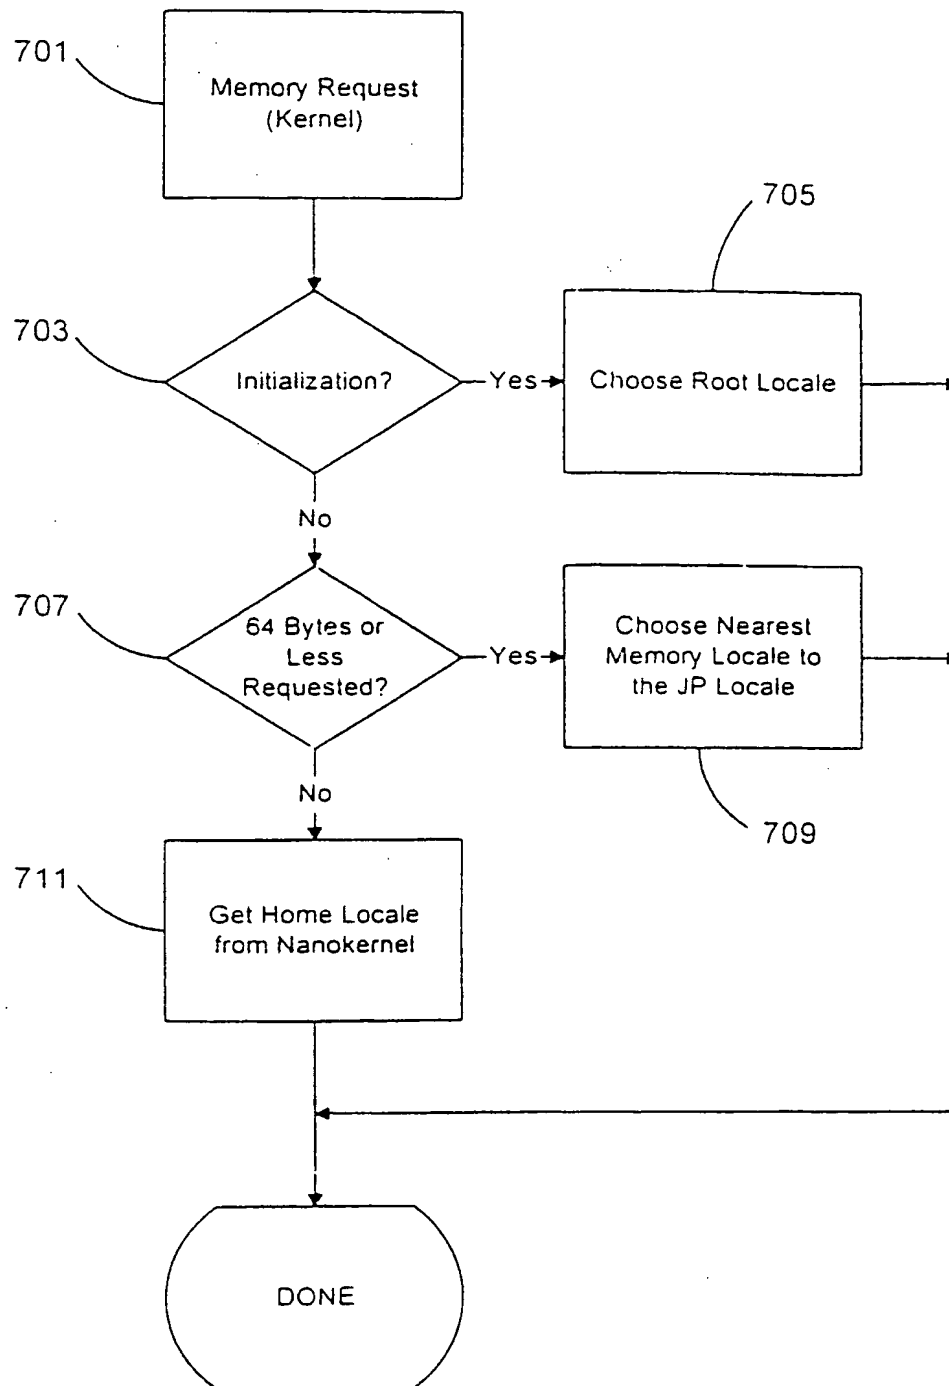 701
Memory Request
(Kernel)
705
703
Initialization?
Yes
Choose Root Locale
No
707
64 Bytes or
Less
Requested?
Yes
Choose Nearest
Memory Locale to
the JP Locale
No
709
711
Get Home Locale
from Nanokernel
DONE